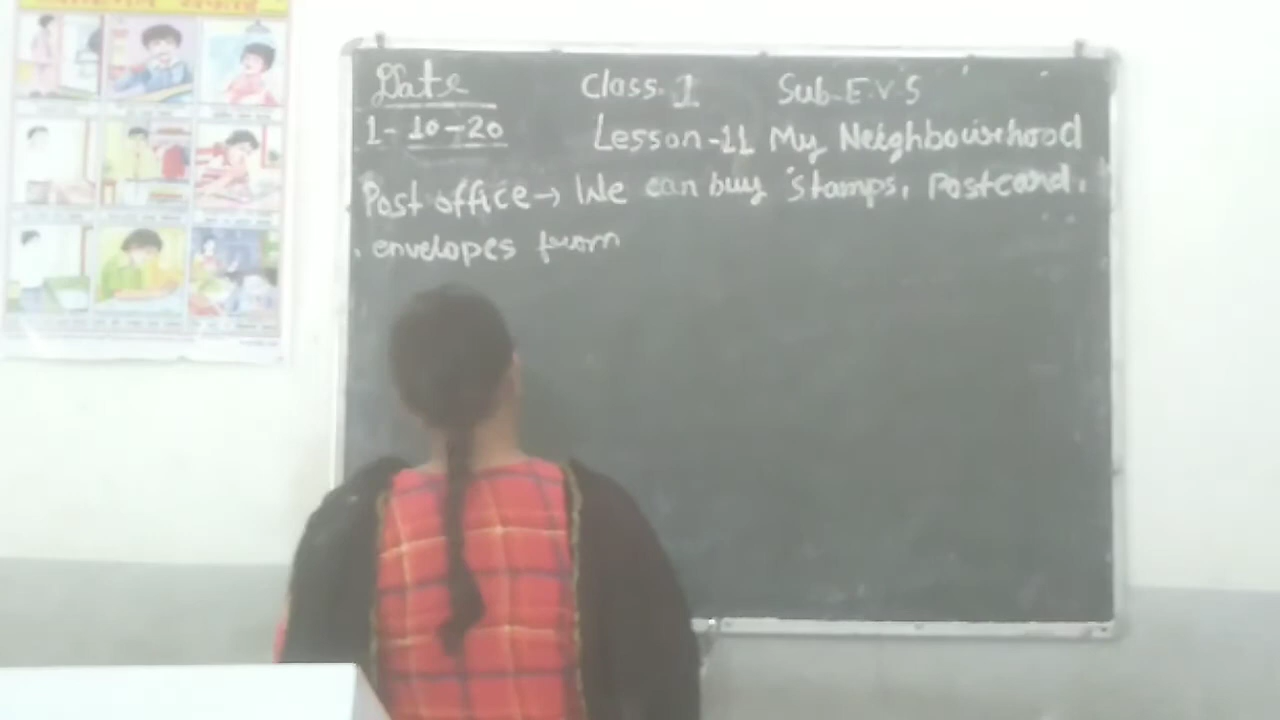 Date Class. 1 Sub-E.V.S
1-10-20 Lesson-11 My Neighbourhood
Post office → We can buy stamps, Postcard,
envelopes from